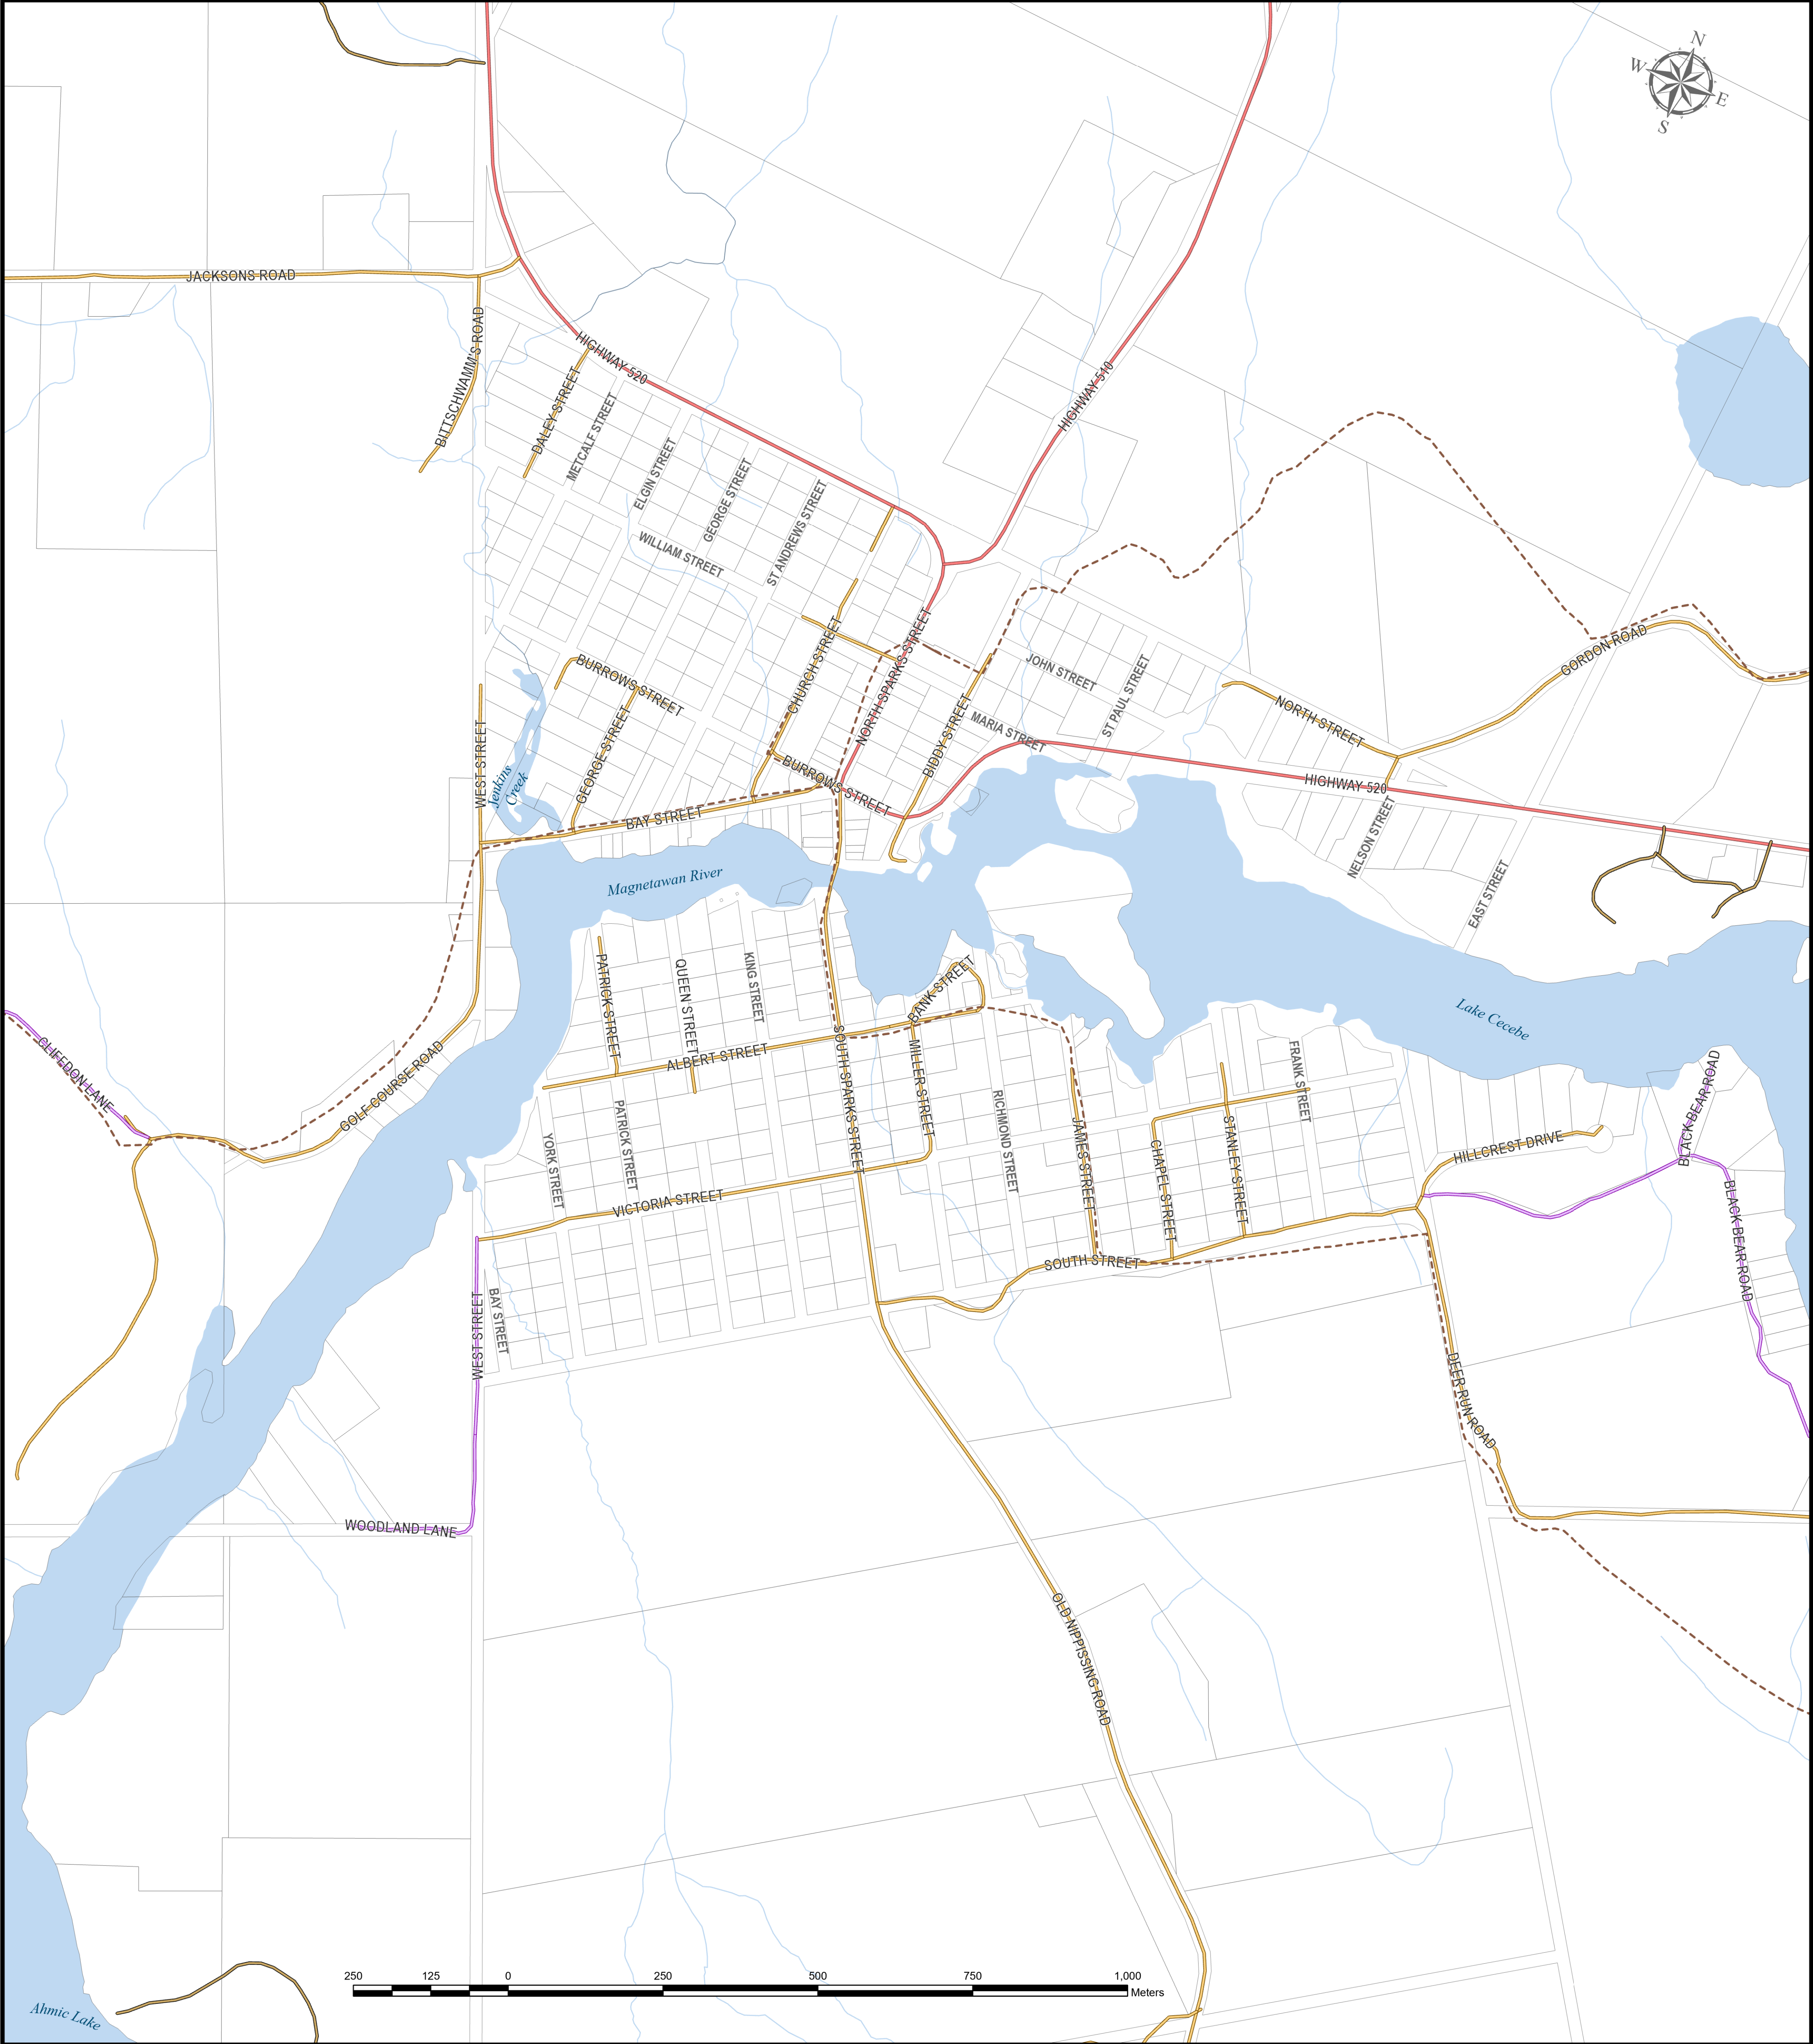 N
W
E
S
JACKSONS ROAD
BITTSCHWAMM'S ROAD
HIGHWAY 520
HIGHWAY 510
DALEY STREET
METCALF STREET
ELGIN STREET
GEORGE STREET
ST ANDREWS STREET
WILLIAM STREET
CHURCH STREET
NORTH SPARKS STREET
JOHN STREET
ST PAUL STREET
MARIA STREET
BIDDY STREET
NORTH STREET
GORDON ROAD
BURROWS STREET
GEORGE STREET
WEST STREET
Jenkins
Creek
BURROWS STREET
BAY STREET
HIGHWAY 520
NELSON STREET
EAST STREET
Magnetawan River
PATRICK STREET
QUEEN STREET
KING STREET
BANK STREET
Lake Cecebe
CLIFFDON LANE
GOLF COURSE ROAD
ALBERT STREET
SOUTH SPARKS STREET
MILLER STREET
FRANK STREET
BLACK BEAR ROAD
YORK STREET
PATRICK STREET
RICHMOND STREET
JAMES STREET
CHAPEL STREET
STANLEY STREET
HILLCREST DRIVE
VICTORIA STREET
BLACK BEAR ROAD
SOUTH STREET
WEST STREET
BAY STREET
DEER RUN ROAD
WOODLAND LANE
OLD NIPPISSING ROAD
250 125 0 250 500 750 1,000
Meters
Ahmic Lake